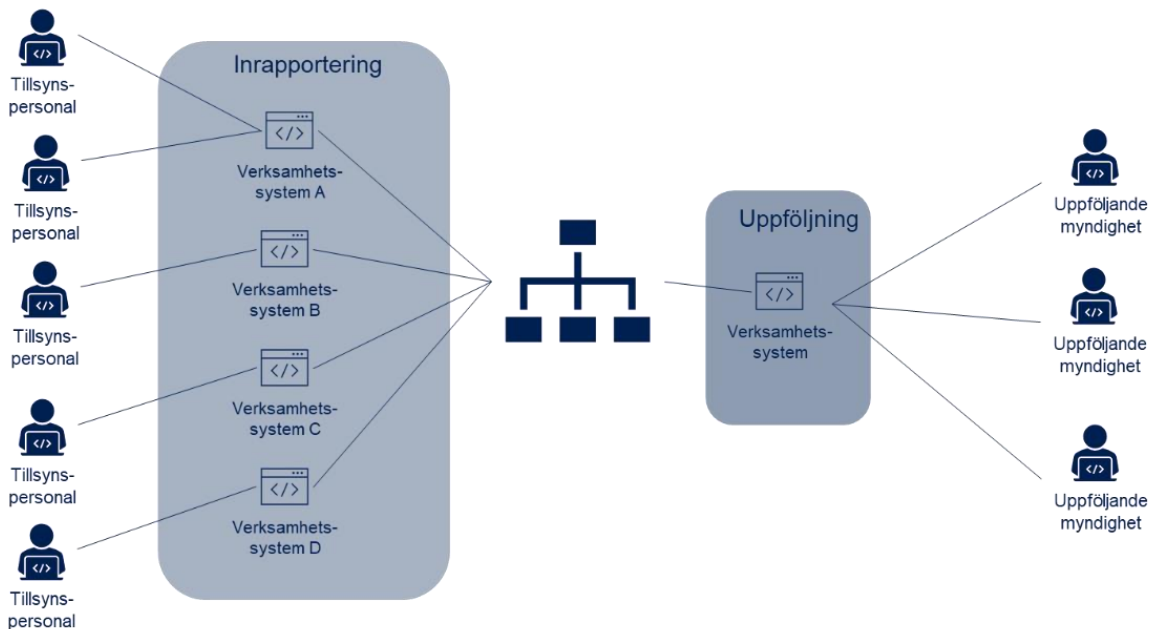 Tillsyns-
personal
Tillsyns-
personal
Tillsyns-
personal
Tillsyns-
personal
Tillsyns-
personal
Inrapportering
</>
Verksamhets-
system A
</>
Verksamhets-
system B
</>
Verksamhets-
system C
</>
Verksamhets-
system D
Uppföljning
</>
Verksamhets-
system
Uppföljande
myndighet
Uppföljande
myndighet
Uppföljande
myndighet